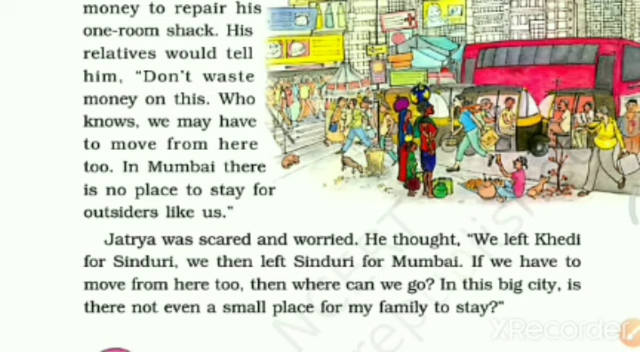 money to repair his
one-room shack. His
relatives would tell
him, “Don’t waste
money on this. Who
knows, we may have
to move from here
too. In Mumbai there
is no place to stay for
outsiders like us.”
Jatrya was scared and worried. He thought, “We left Khedi
for Sinduri, we then left Sinduri for Mumbai. If we have to
move from here too, then where can we go? In this big city, is
there not even a small place for my family to stay?”
XRecorder